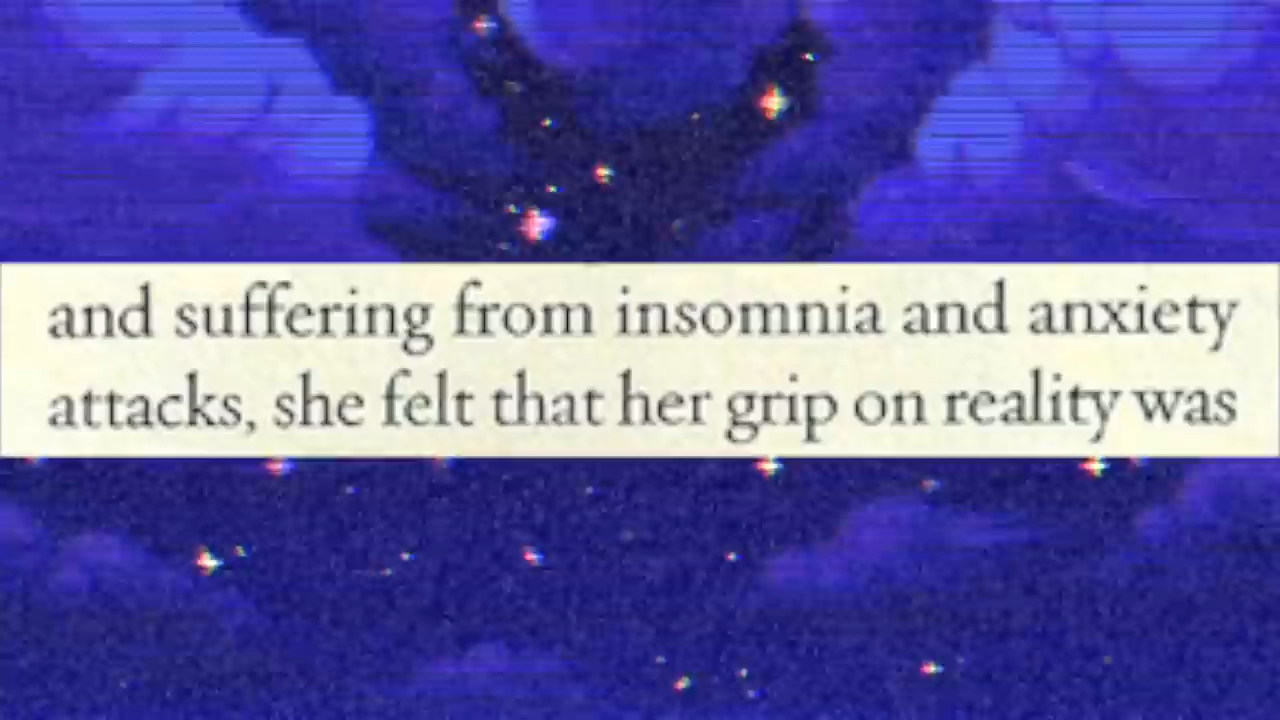 and suffering from insomnia and anxiety
attacks, she felt that her grip on reality was